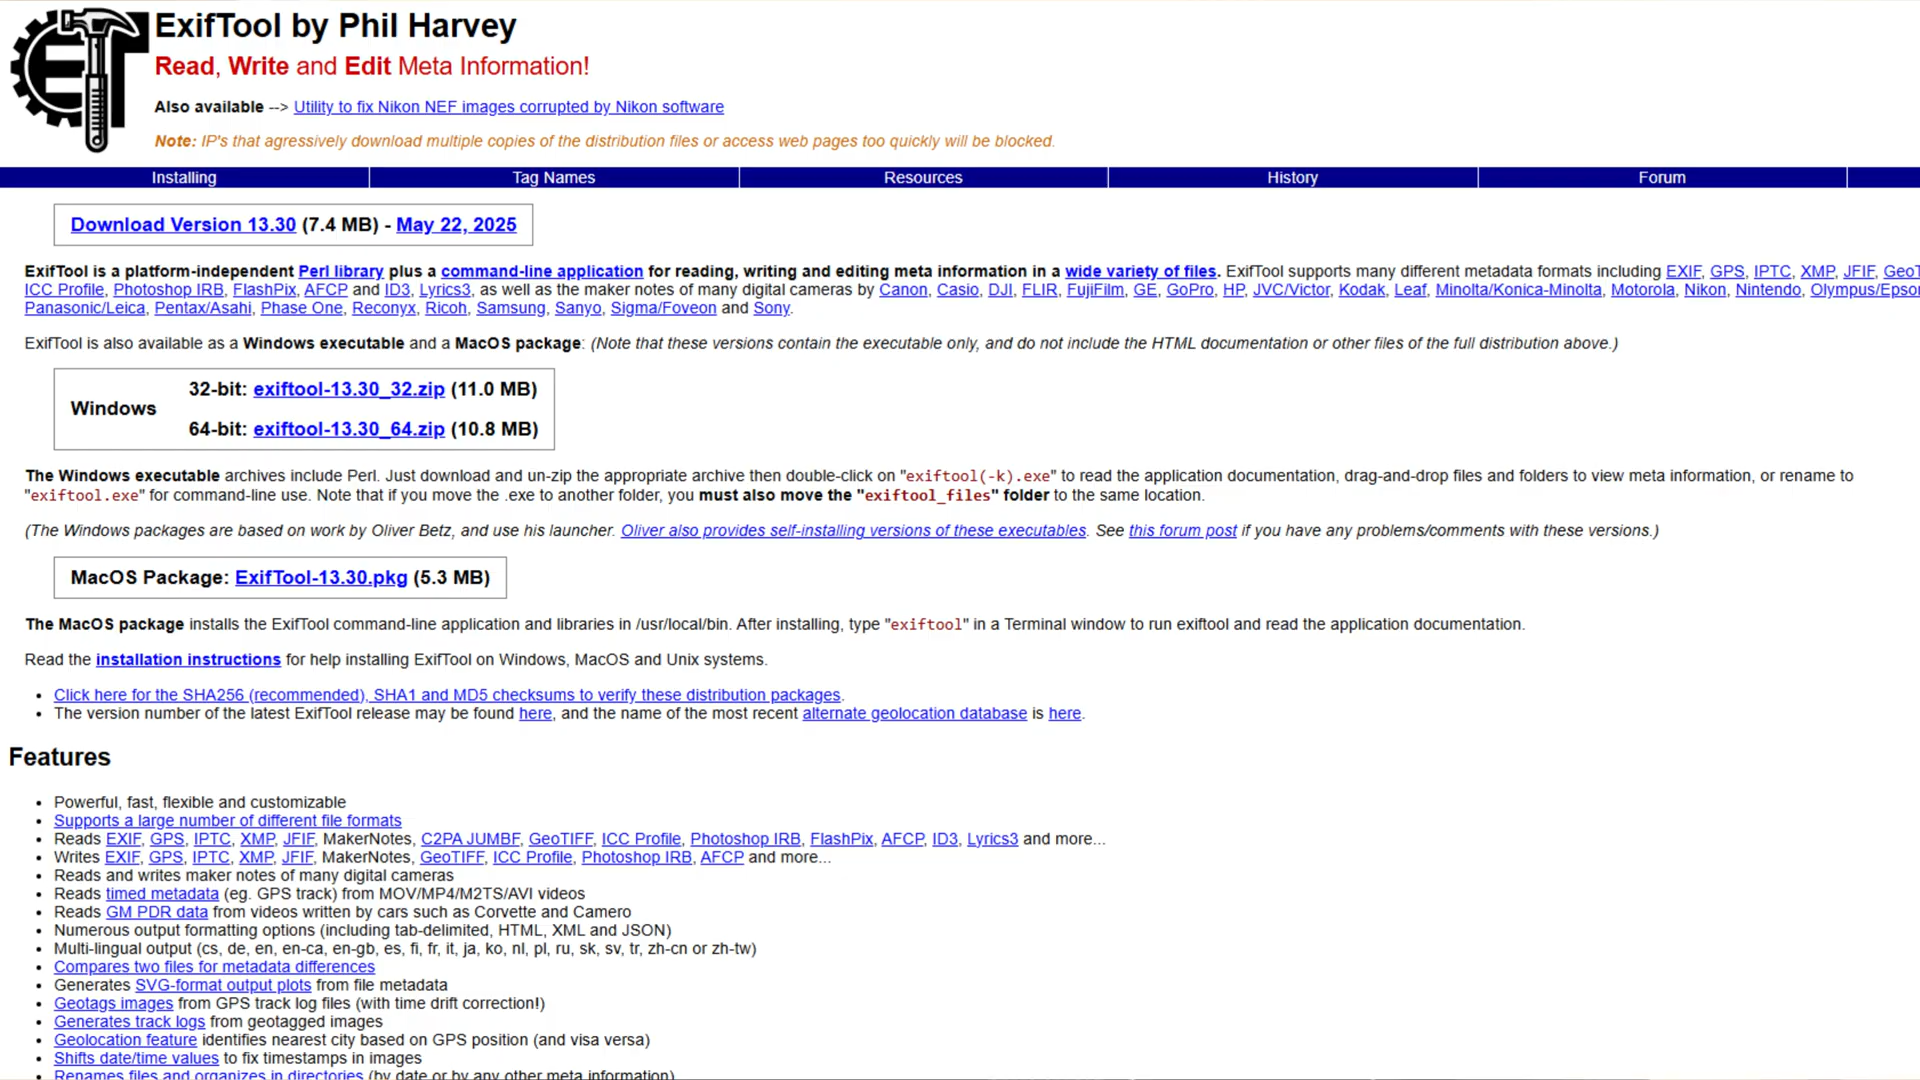 ET
ExifTool by Phil Harvey
Read, Write and Edit Meta Information!
Also available --> Utility to fix Nikon NEF images corrupted by Nikon software
Note: IP's that agressively download multiple copies of the distribution files or access web pages too quickly will be blocked.
Installing Tag Names Resources History Forum
Download Version 13.30 (7.4 MB) - May 22, 2025
ExifTool is a platform-independent Perl library plus a command-line application for reading, writing and editing meta information in a wide variety of files. ExifTool supports many different metadata formats including EXIF, GPS, IPTC, XMP, JFIF, GeoT
ICC Profile, Photoshop IRB, FlashPix, AFCP and ID3, Lyrics3, as well as the maker notes of many digital cameras by Canon, Casio, DJI, FLIR, FujiFilm, GE, GoPro, HP, JVC/Victor, Kodak, Leaf, Minolta/Konica-Minolta, Motorola, Nikon, Nintendo, Olympus/Epso
Panasonic/Leica, Pentax/Asahi, Phase One, Reconyx, Ricoh, Samsung, Sanyo, Sigma/Foveon and Sony.
ExifTool is also available as a Windows executable and a MacOS package: (Note that these versions contain the executable only, and do not include the HTML documentation or other files of the full distribution above.)
Windows
32-bit: exiftool-13.30_32.zip (11.0 MB)
64-bit: exiftool-13.30_64.zip (10.8 MB)
The Windows executable archives include Perl. Just download and un-zip the appropriate archive then double-click on "exiftool(-k).exe" to read the application documentation, drag-and-drop files and folders to view meta information, or rename to
"exiftool.exe" for command-line use. Note that if you move the .exe to another folder, you must also move the "exiftool_files" folder to the same location.
(The Windows packages are based on work by Oliver Betz, and use his launcher. Oliver also provides self-installing versions of these executables. See this forum post if you have any problems/comments with these versions.)
MacOS Package: ExifTool-13.30.pkg (5.3 MB)
The MacOS package installs the ExifTool command-line application and libraries in /usr/local/bin. After installing, type "exiftool" in a Terminal window to run exiftool and read the application documentation.
Read the installation instructions for help installing ExifTool on Windows, MacOS and Unix systems.
• Click here for the SHA256 (recommended), SHA1 and MD5 checksums to verify these distribution packages.
• The version number of the latest ExifTool release may be found here, and the name of the most recent alternate geolocation database is here.
Features
• Powerful, fast, flexible and customizable
• Supports a large number of different file formats
• Reads EXIF, GPS, IPTC, XMP, JFIF, MakerNotes, C2PA JUMBF, GeoTIFF, ICC Profile, Photoshop IRB, FlashPix, AFCP, ID3, Lyrics3 and more...
• Writes EXIF, GPS, IPTC, XMP, JFIF, MakerNotes, GeoTIFF, ICC Profile, Photoshop IRB, AFCP and more...
• Reads and writes maker notes of many digital cameras
• Reads timed metadata (eg. GPS track) from MOV/MP4/M2TS/AVI videos
• Reads GM PDR data from videos written by cars such as Corvette and Camero
• Numerous output formatting options (including tab-delimited, HTML, XML and JSON)
• Multi-lingual output (cs, de, en, en-ca, en-gb, es, fi, fr, it, ja, ko, nl, pl, ru, sk, sv, tr, zh-cn or zh-tw)
• Compares two files for metadata differences
• Generates SVG-format output plots from file metadata
• Geotags images from GPS track log files (with time drift correction!)
• Generates track logs from geotagged images
• Geolocation feature identifies nearest city based on GPS position (and visa versa)
• Shifts date/time values to fix timestamps in images
• Renames files and organizes in directories (by date or by any other meta information)